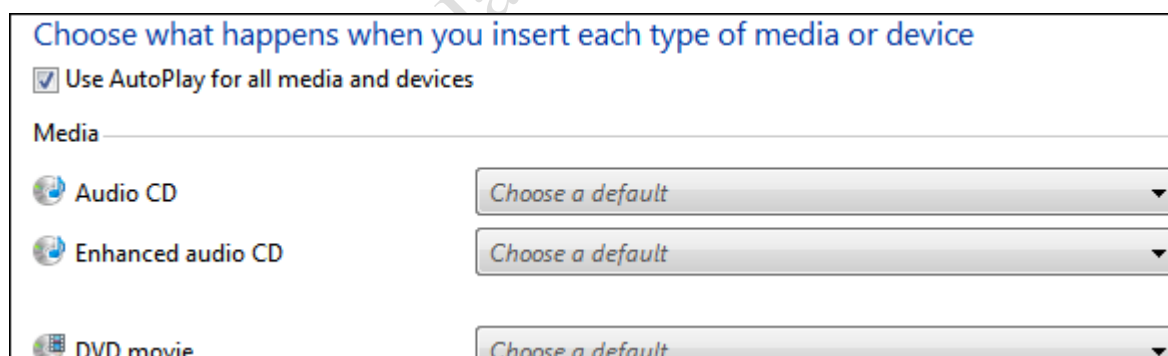 Choose what happens when you insert each type of media or device
Use AutoPlay for all media and devices
Media
Audio CD Choose a default
Enhanced audio CD Choose a default
DVD movie Choose a default